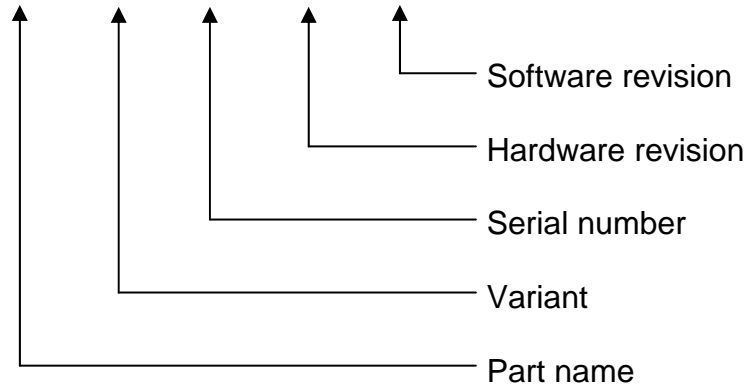 Software revision
Hardware revision
Serial number
Variant
Part name